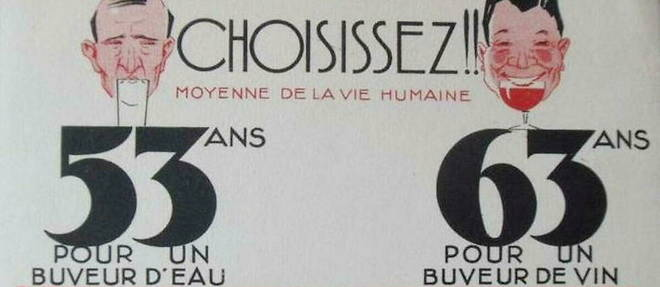 CHOISISSEZ!!
MOYENNE DE LA VIE HUMAINE
53 ANS
POUR UN
BUVEUR D'EAU
63 ANS
POUR UN
BUVEUR DE VIN